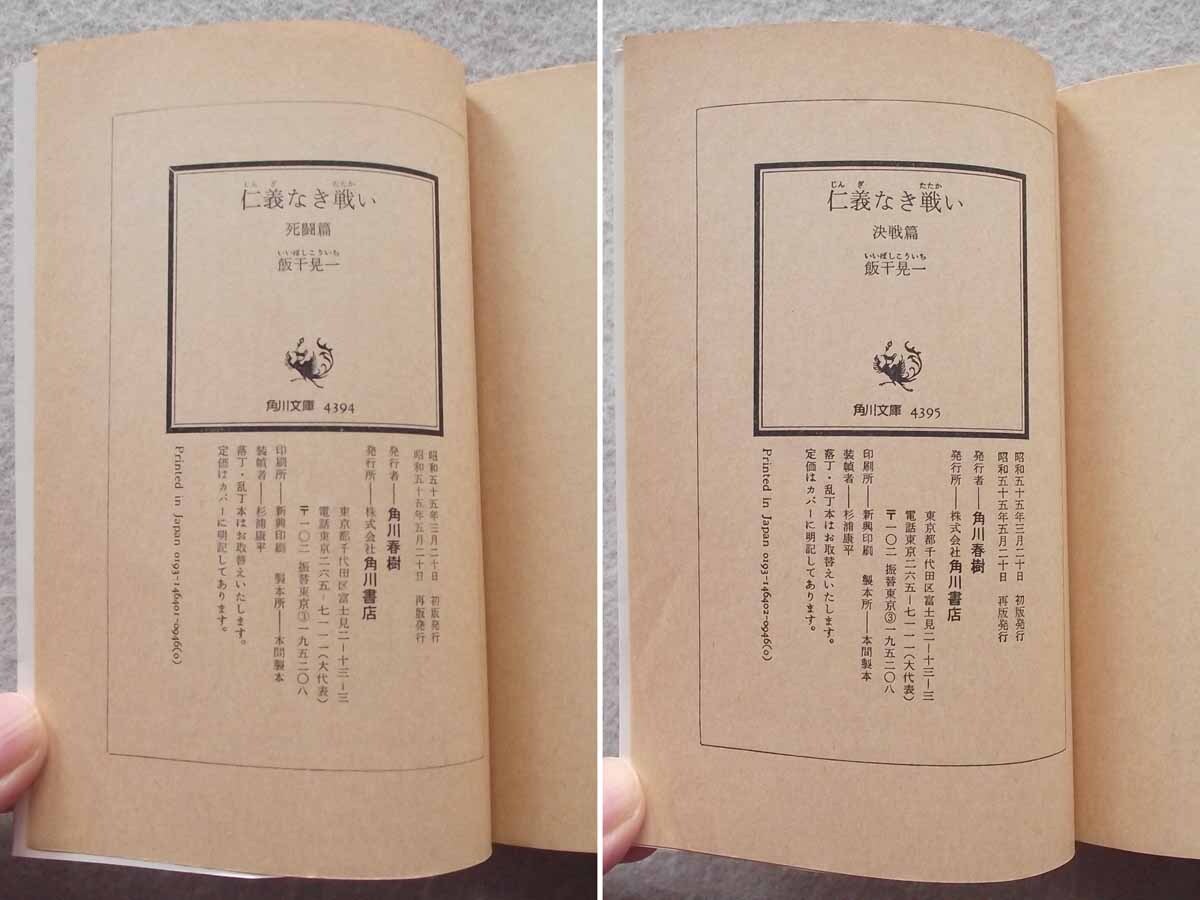 じんぎ たたか
仁義なき戦い
死闘篇
いいぼしこういち
飯干晃一
角川文庫 4394
昭和五十五年三月二十日 初版発行
昭和五十五年五月二十日 再版発行
発行者――角川春樹
発行所――株式会社角川書店
東京都千代田区富士見二ー十三ー三
電話東京二六五ー七一一一(大代表)
〒一〇二 振替東京③一九五二〇八
印刷所――新興印刷 製本所――本間製本
装幀者――杉浦康平
落丁・乱丁本はお取替えいたします。
定価はカバーに明記してあります。
Printed in Japan 0193-146401-0946(0)
じんぎ たたか
仁義なき戦い
決戦篇
いいぼしこういち
飯干晃一
角川文庫 4395
昭和五十五年三月二十日 初版発行
昭和五十五年五月二十日 再版発行
発行者――角川春樹
発行所――株式会社角川書店
東京都千代田区富士見二ー十三ー三
電話東京二六五ー七一一一(大代表)
〒一〇二 振替東京③一九五二〇八
印刷所――新興印刷 製本所――本間製本
装幀者――杉浦康平
落丁・乱丁本はお取替えいたします。
定価はカバーに明記してあります。
Printed in Japan 0193-146402-0946(0)